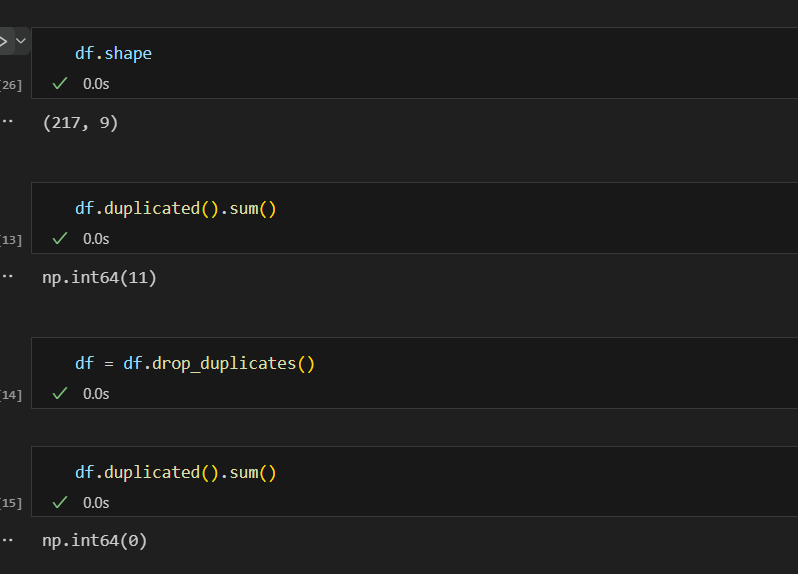 df.shape
[26]
0.0s
(217, 9)
df.duplicated().sum()
[13]
0.0s
np.int64(11)
df = df.drop_duplicates()
[14]
0.0s
df.duplicated().sum()
[15]
0.0s
np.int64(0)